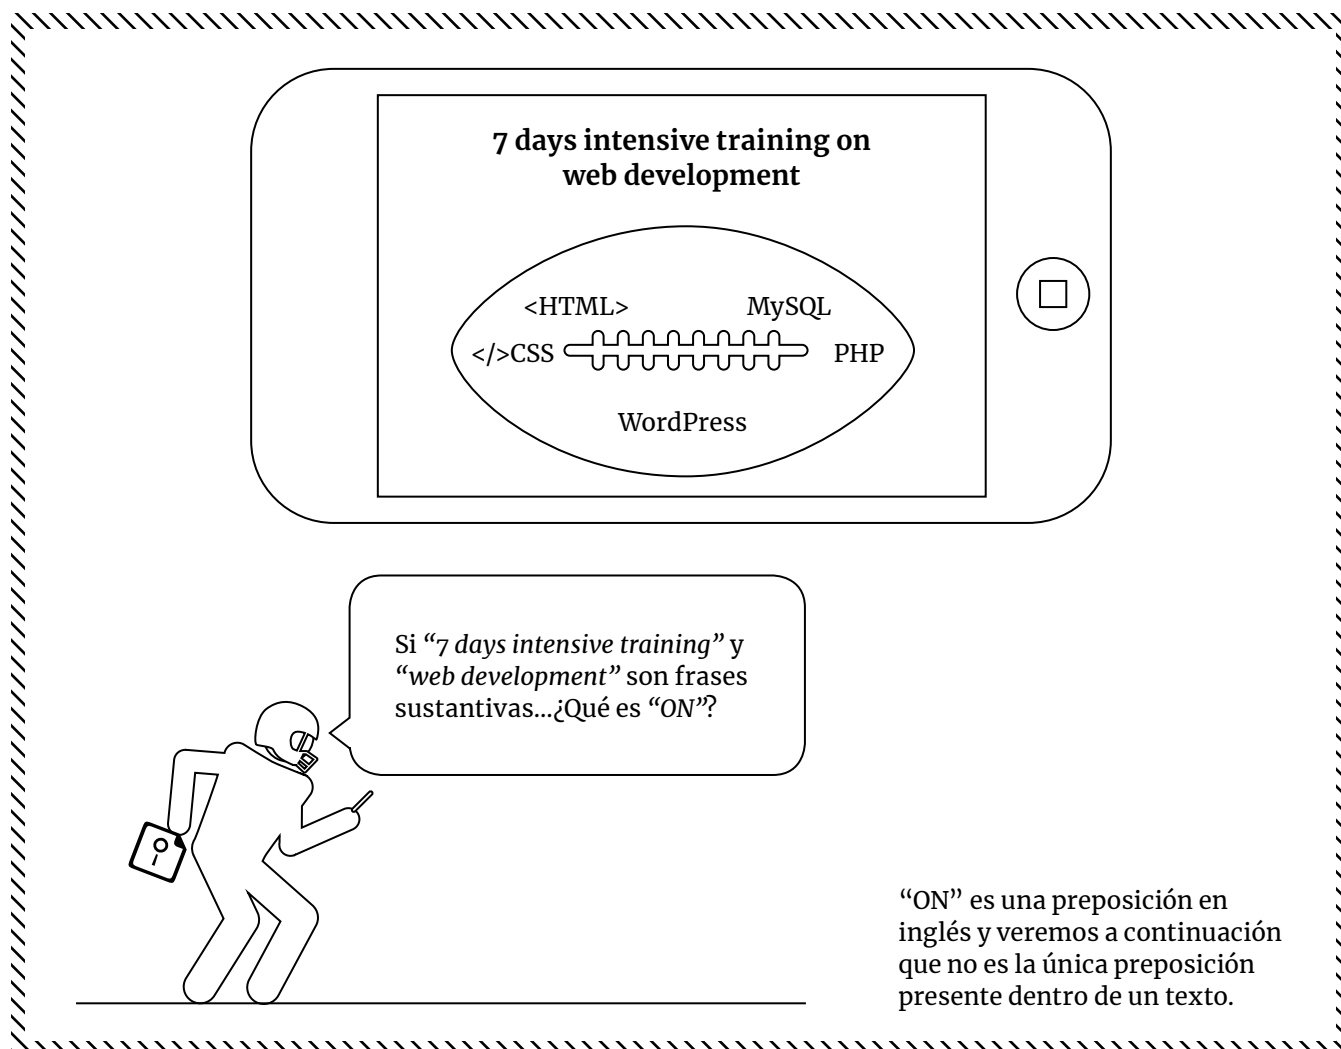 7 days intensive training on
web development
<HTML>
MySQL
</>CSS
PHP
WordPress
Si “7 days intensive training” y
“web development” son frases
sustantivas...¿Qué es “ON”?
“ON” es una preposición en
inglés y veremos a continuación
que no es la única preposición
presente dentro de un texto.